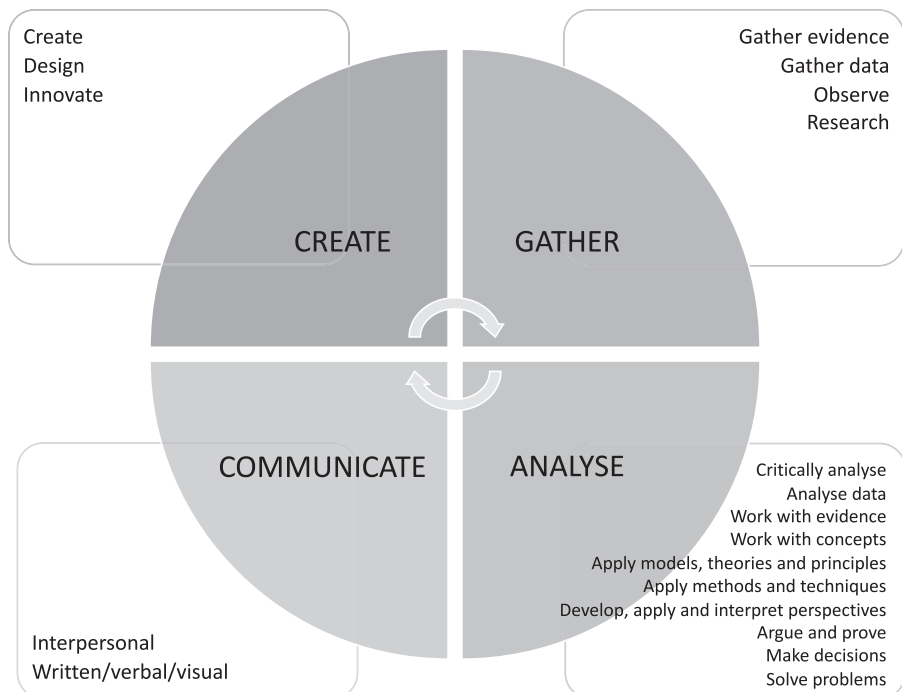 Create
Design
Innovate
Gather evidence
Gather data
Observe
Research
CREATE
GATHER
COMMUNICATE
ANALYSE
Critically analyse
Analyse data
Work with evidence
Work with concepts
Apply models, theories and principles
Apply methods and techniques
Develop, apply and interpret perspectives
Argue and prove
Make decisions
Solve problems
Interpersonal
Written/verbal/visual